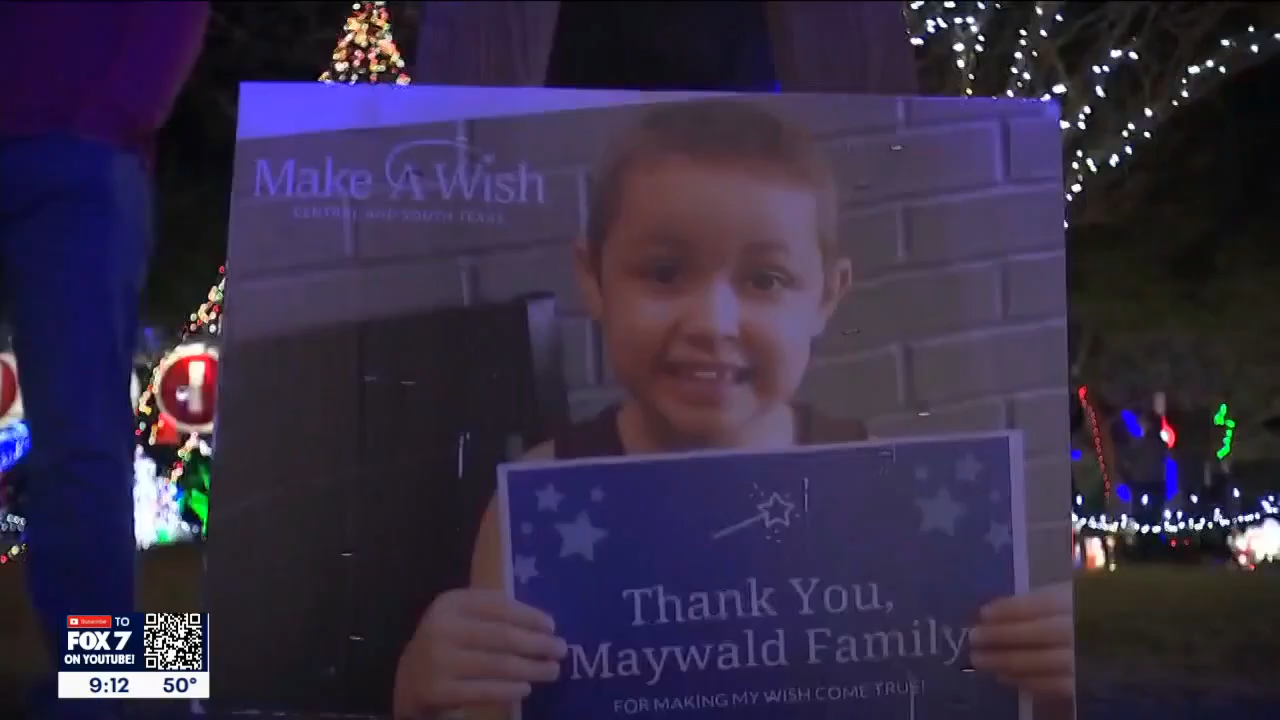 Make A Wish
CENTRAL AND SOUTH TEXAS
Thank You,
Maywald Family
FOR MAKING MY WISH COME TRUE!
Subscribe TO
FOX 7
ON YOUTUBE!
9:12 50°